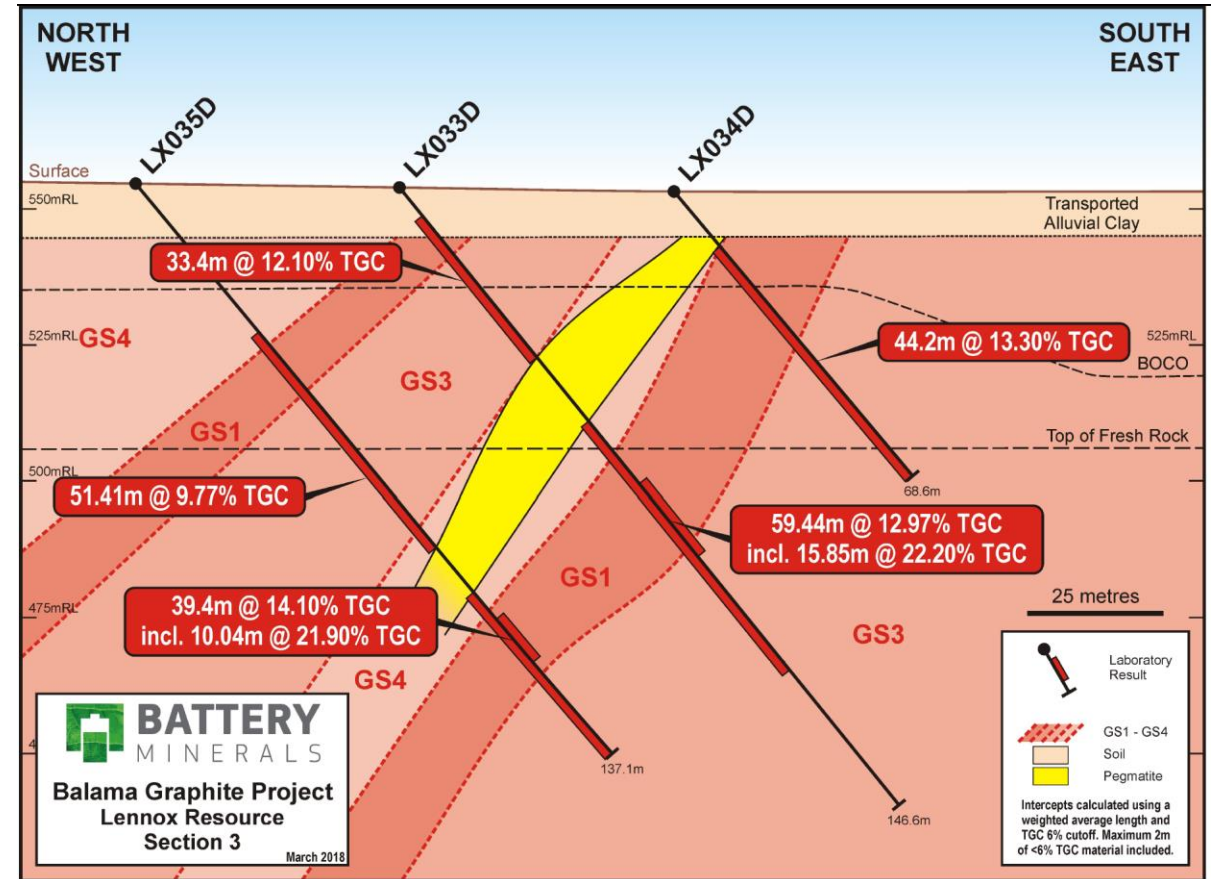 NORTH
WEST
SOUTH
EAST
LX035D
LX033D
LX034D
Surface
550mRL
Transported
Alluvial Clay
33.4m @ 12.10% TGC
525mRL
GS4
44.2m @ 13.30% TGC
525mRL
BOCO
GS3
GS1
Top of Fresh Rock
500mRL
51.41m @ 9.77% TGC
68.6m
59.44m @ 12.97% TGC
incl. 15.85m @ 22.20% TGC
GS1
475mRL
39.4m @ 14.10% TGC
incl. 10.04m @ 21.90% TGC
25 metres
GS3
GS4
Laboratory
Result
GS1 - GS4
Soil
Pegmatite
Intercepts calculated using a
weighted average length and
TGC 6% cutoff. Maximum 2m
of <6% TGC material included.
BATTERY
MINERALS
Balama Graphite Project
Lennox Resource
Section 3
March 2018
4
137.1m
146.6m